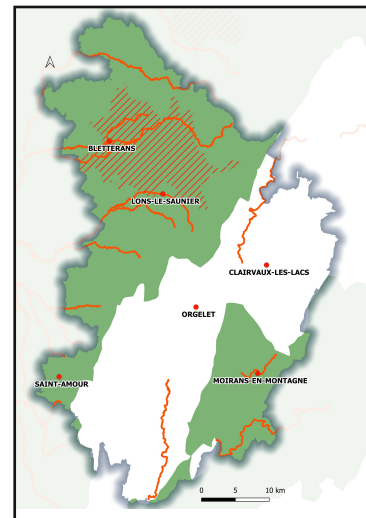 BLETTERANS
LONS-LE-SAUNIER
CLAIRVAUX-LES-LACS
ORGELET
SAINT-AMOUR
MOIRANS-EN-MONTAGNE
0 5 10 km